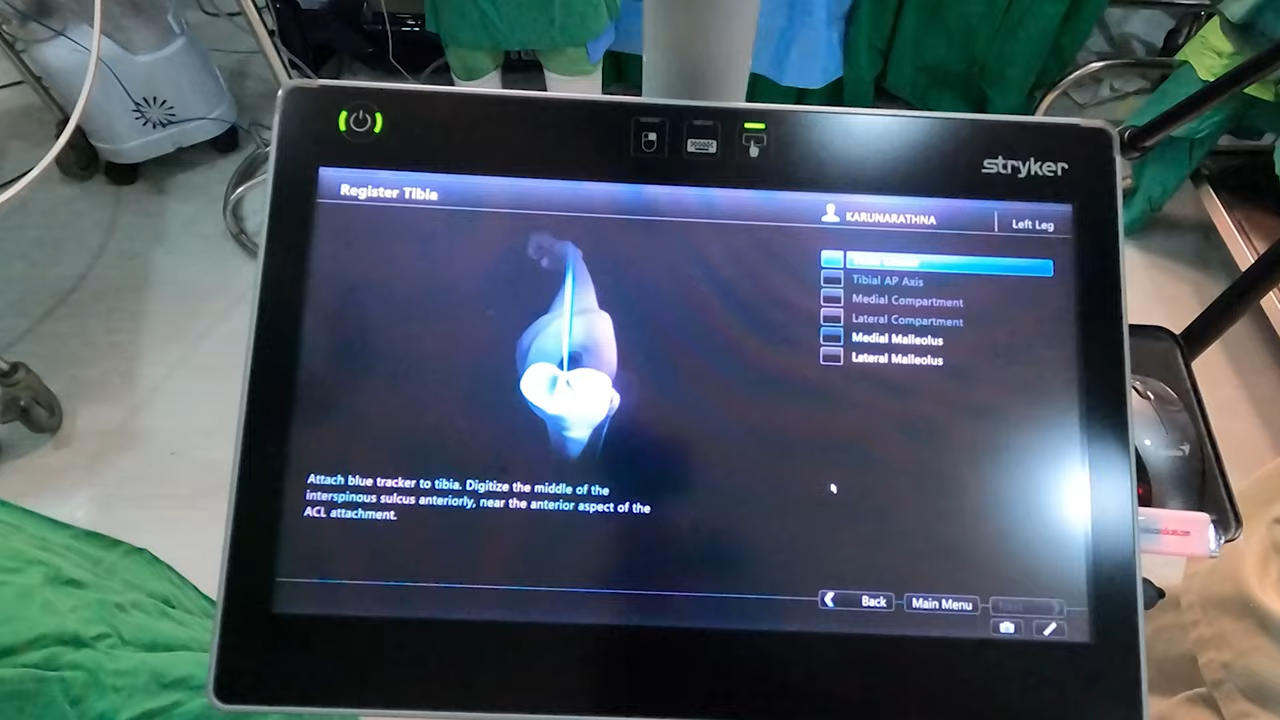 stryker
Register Tibia
KARUNARATHNA
Left Leg
Tibial AP Axis
Medial Compartment
Lateral Compartment
Medial Malleolus
Lateral Malleolus
Attach blue tracker to tibia. Digitize the middle of the
interspinous sulcus anteriorly, near the anterior aspect of the
ACL attachment.
Back
Main Menu